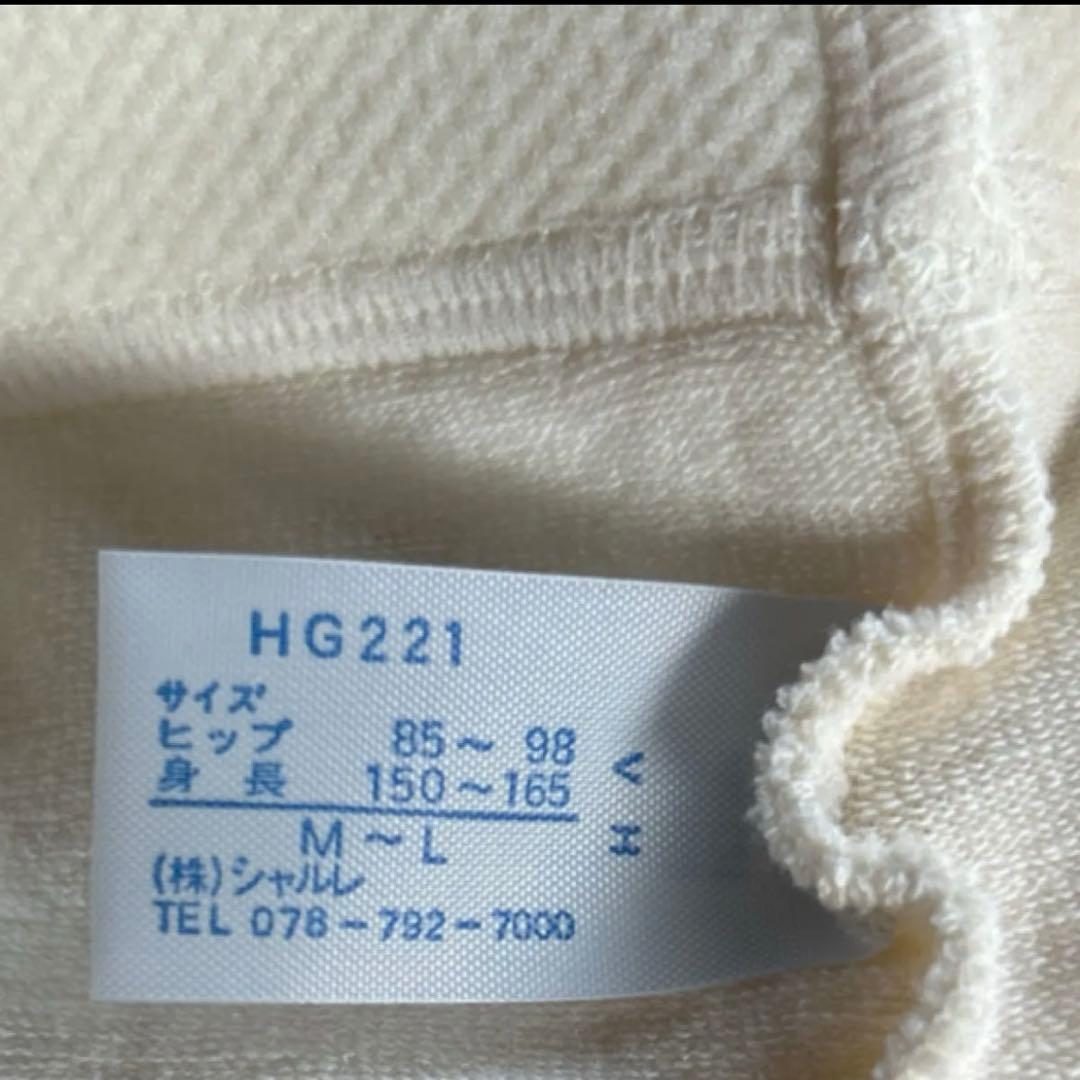 HG221
サイズ
ヒップ 85～98
身 長 150～165
M～L
(株)シャルレ
TEL 078-792-7000
H V